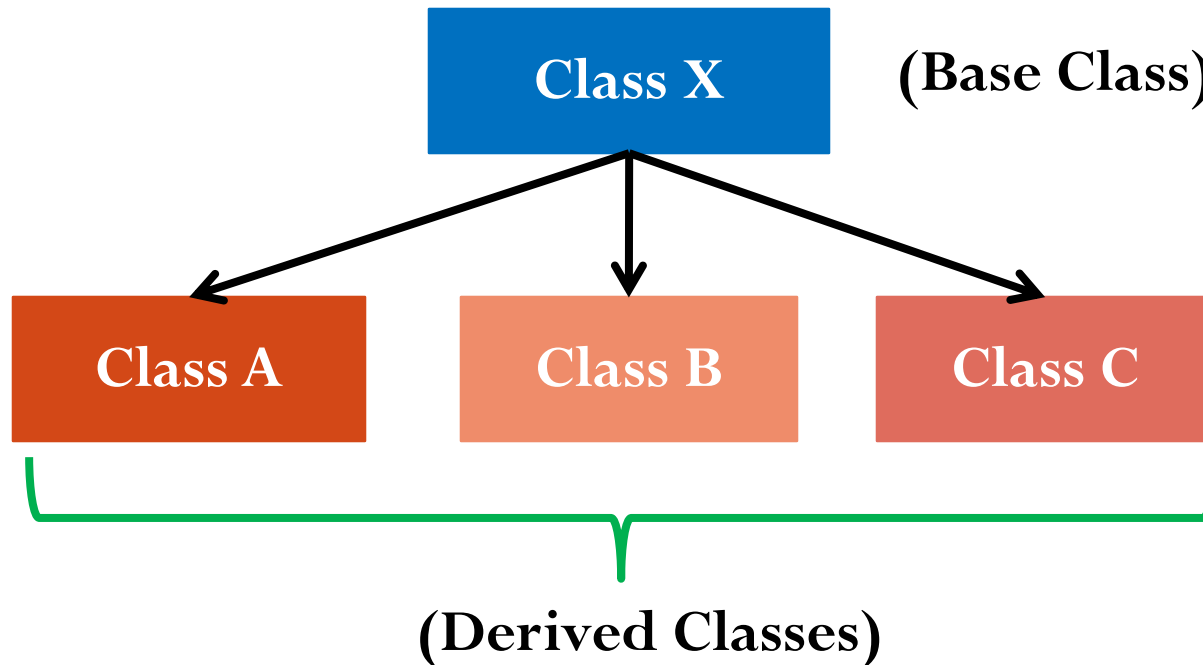 Class X
(Base Class)
Class A
Class B
Class C
(Derived Classes)